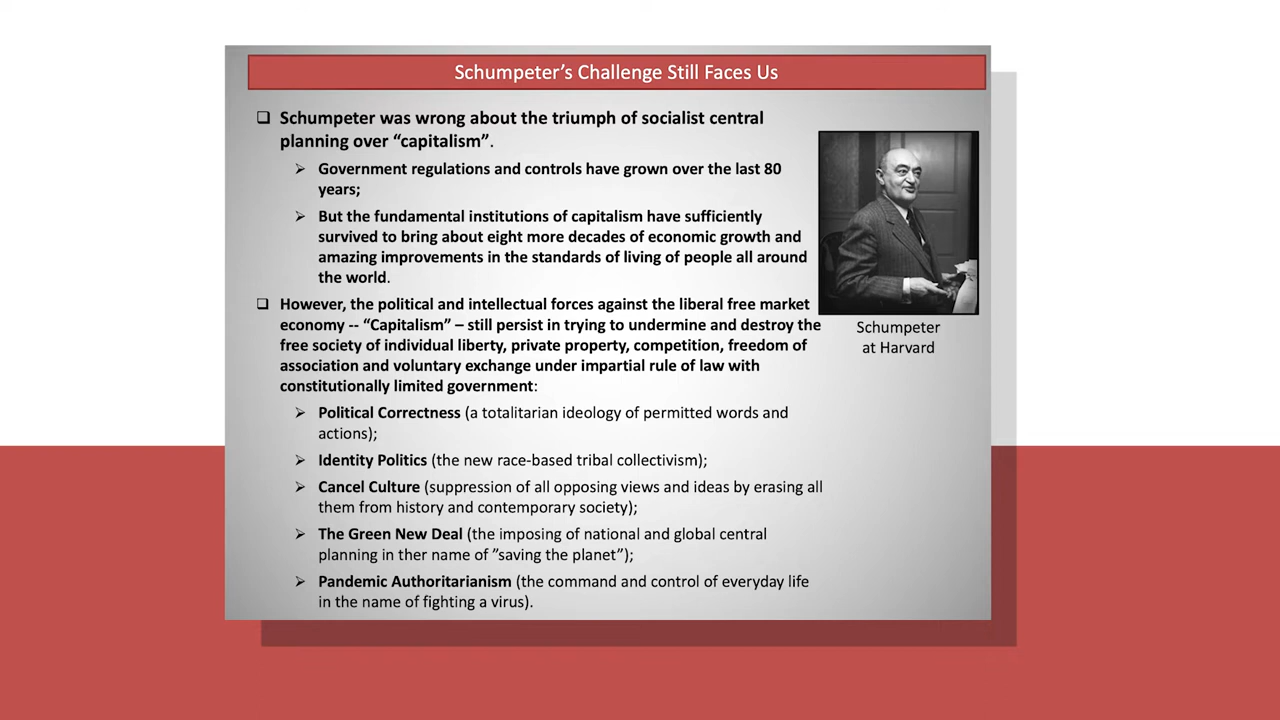 Schumpeter’s Challenge Still Faces Us
❑ Schumpeter was wrong about the triumph of socialist central
planning over “capitalism”.
➢ Government regulations and controls have grown over the last 80
years;
➢ But the fundamental institutions of capitalism have sufficiently
survived to bring about eight more decades of economic growth and
amazing improvements in the standards of living of people all around
the world.
❑ However, the political and intellectual forces against the liberal free market
economy -- “Capitalism” – still persist in trying to undermine and destroy the
free society of individual liberty, private property, competition, freedom of
association and voluntary exchange under impartial rule of law with
constitutionally limited government:
➢ Political Correctness (a totalitarian ideology of permitted words and
actions);
➢ Identity Politics (the new race-based tribal collectivism);
➢ Cancel Culture (suppression of all opposing views and ideas by erasing all
them from history and contemporary society);
➢ The Green New Deal (the imposing of national and global central
planning in ther name of ”saving the planet”);
➢ Pandemic Authoritarianism (the command and control of everyday life
in the name of fighting a virus).
Schumpeter
at Harvard